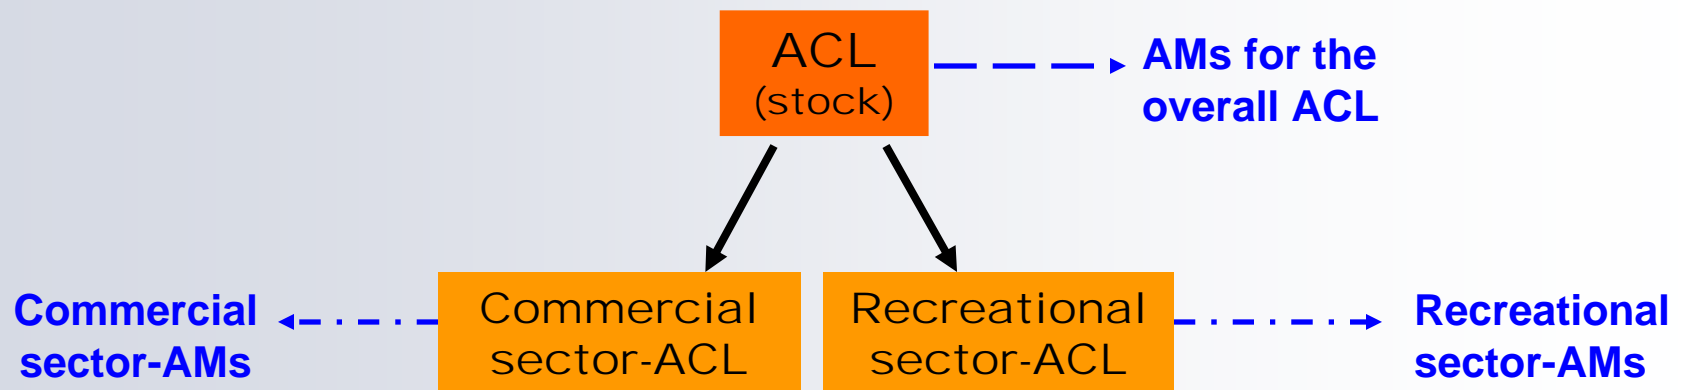 ACL
(stock)
AMs for the
overall ACL
Commercial
sector-AMs
Commercial
sector-ACL
Recreational
sector-ACL
Recreational
sector-AMs